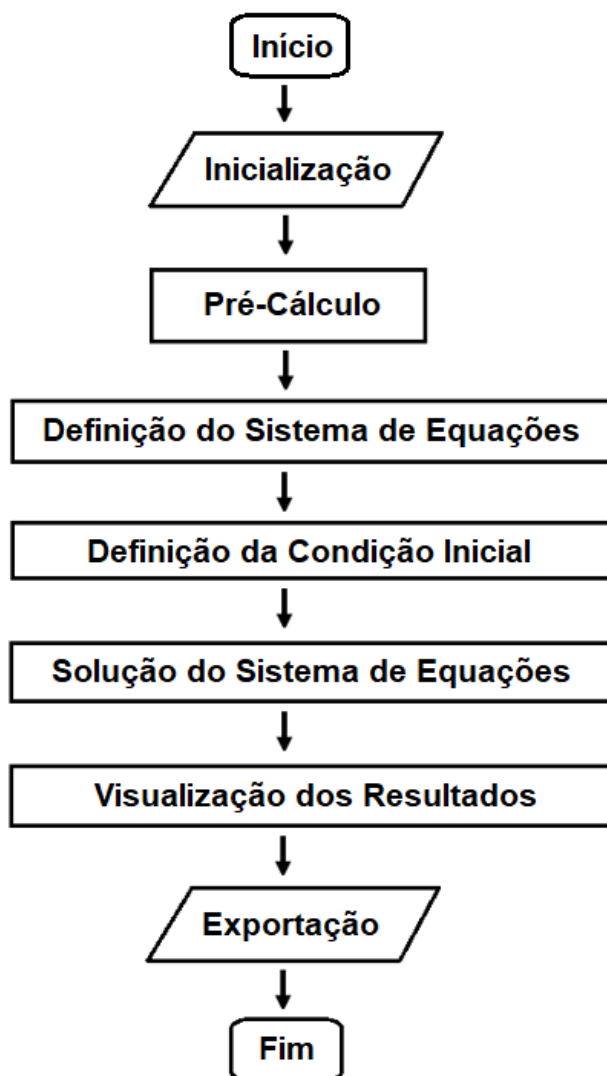 Início
Inicialização
Pré-Cálculo
Definição do Sistema de Equações
Definição da Condição Inicial
Solução do Sistema de Equações
Visualização dos Resultados
Exportação
Fim